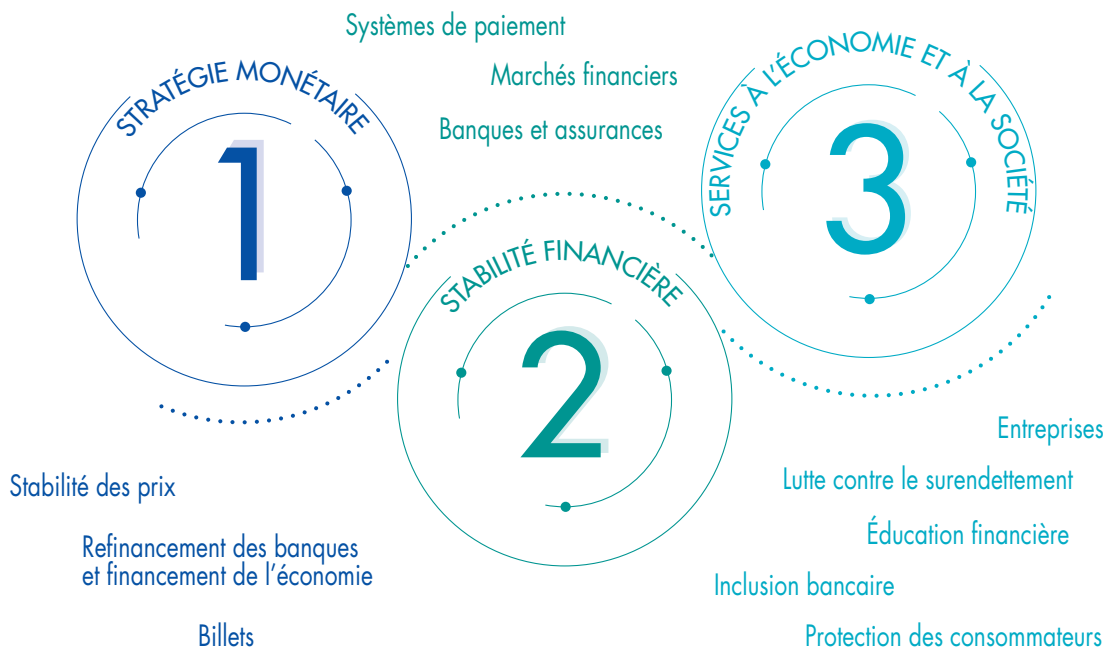 STRATÉGIE MONÉTAIRE
1
Stabilité des prix
Refinancement des banques
et financement de l’économie
Billets
Systèmes de paiement
Marchés financiers
Banques et assurances
STABILITÉ FINANCIÈRE
2
SERVICES À L’ÉCONOMIE ET À LA SOCIÉTÉ
3
Entreprises
Lutte contre le surendettement
Éducation financière
Inclusion bancaire
Protection des consommateurs